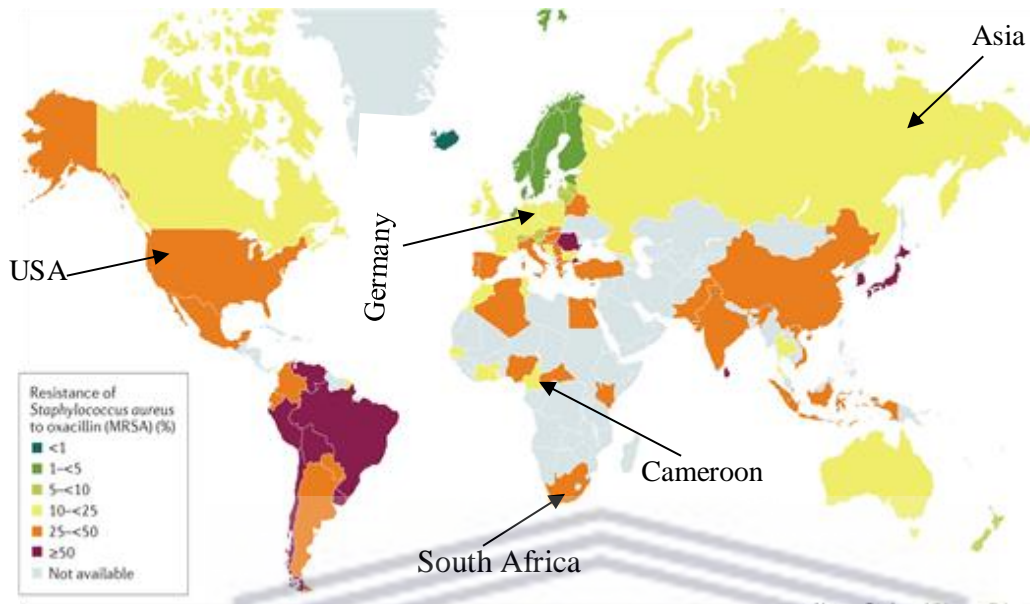 Asia
USA
Germany
Cameroon
South Africa
Resistance of
Staphylococcus aureus
to oxacillin (MRSA) (%)
<1
1–<5
5–<10
10–<25
25–<50
≥50
Not available